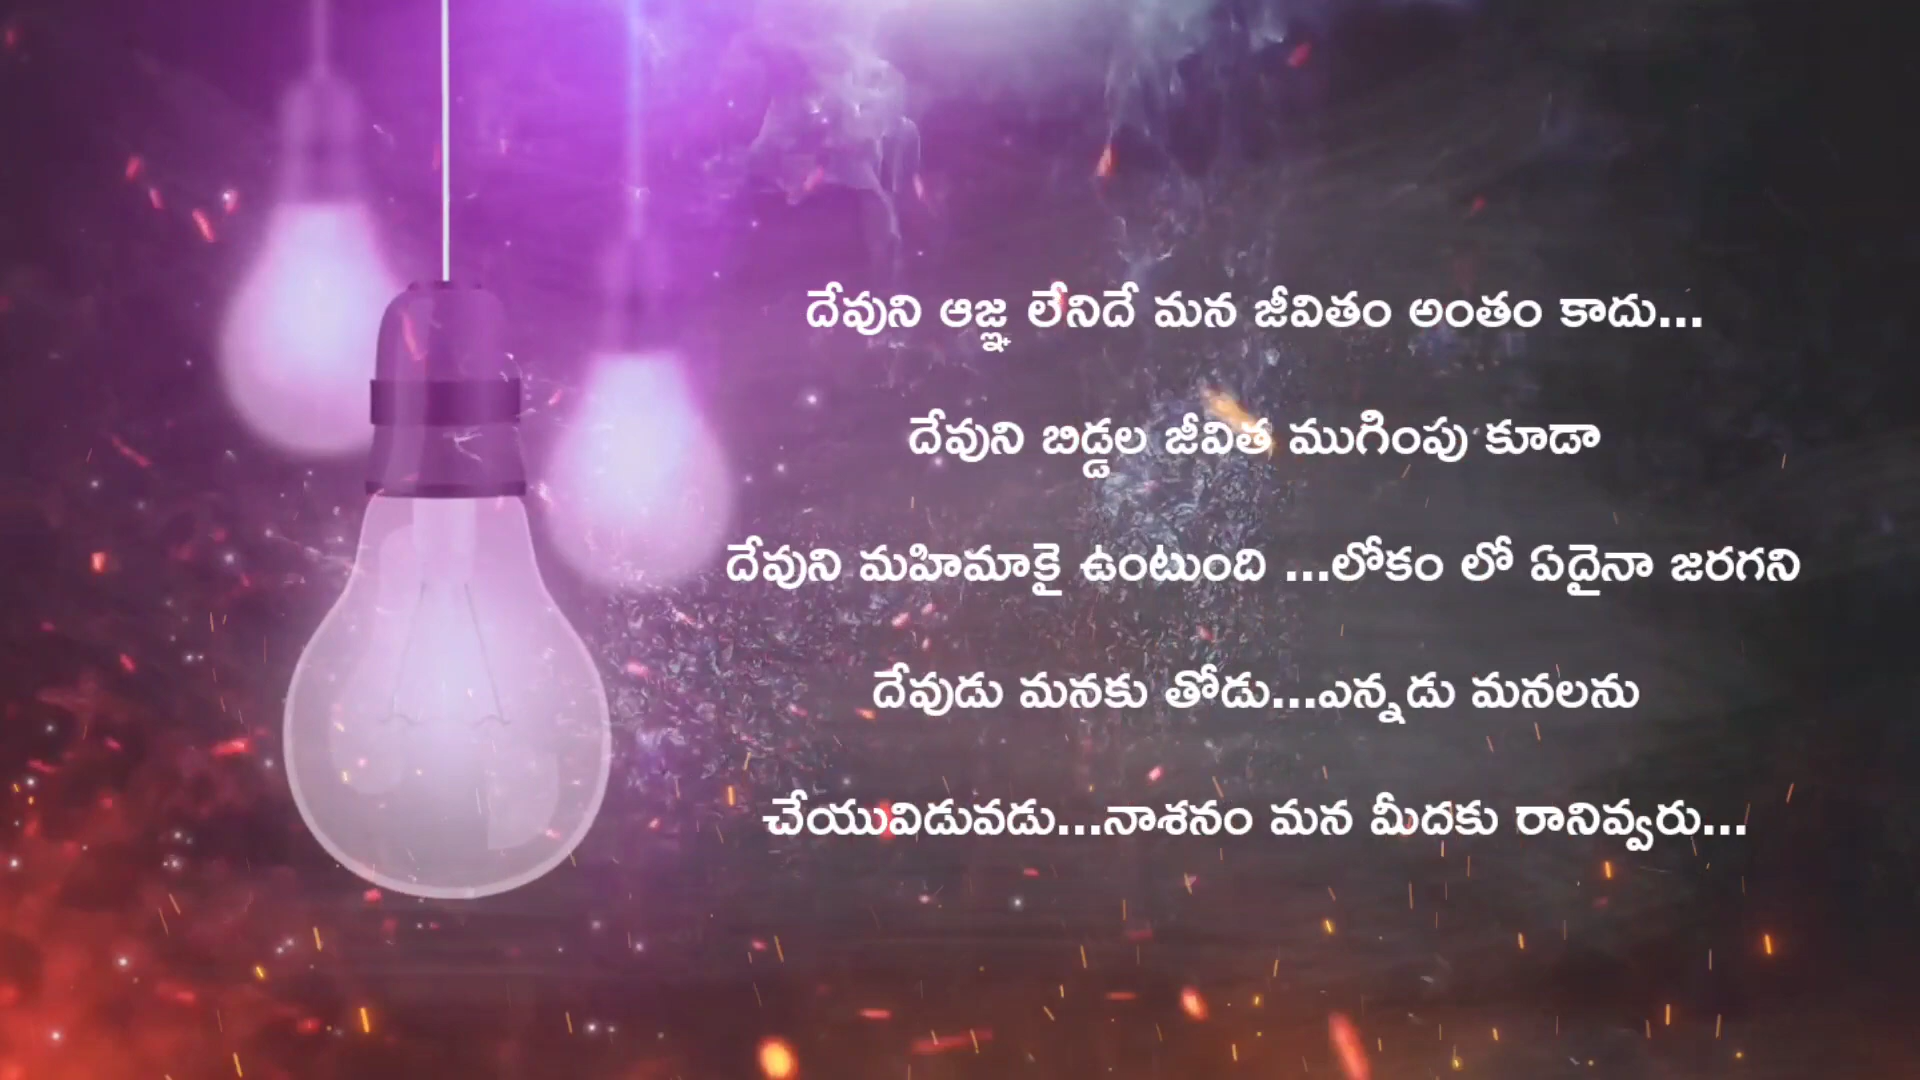 దేవుని ఆజ్ఞ లేనిదే మన జీవితం అంతం కాదు...
దేవుని బిడ్డల జీవిత ముగింపు కూడా
దేవుని మహిమాకై ఉంటుంది ...లోకం లో ఏదైనా జరగని
దేవుడు మనకు తోడు...ఎన్నడు మనలను
చేయువిడువడు...నాశనం మన మీదకు రానివ్వరు...